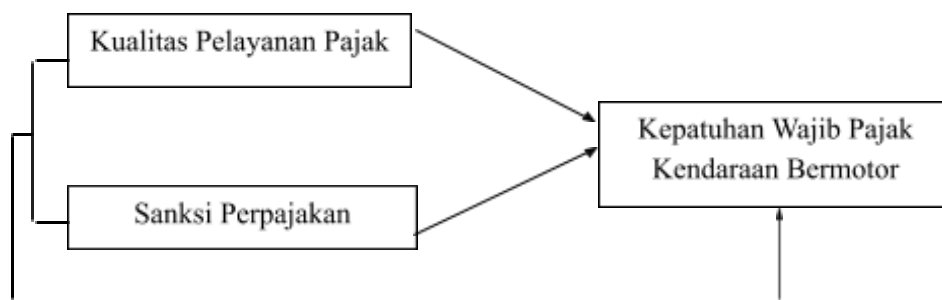 Kualitas Pelayanan Pajak
Kepatuhan Wajib Pajak
Kendaraan Bermotor
Sanksi Perpajakan